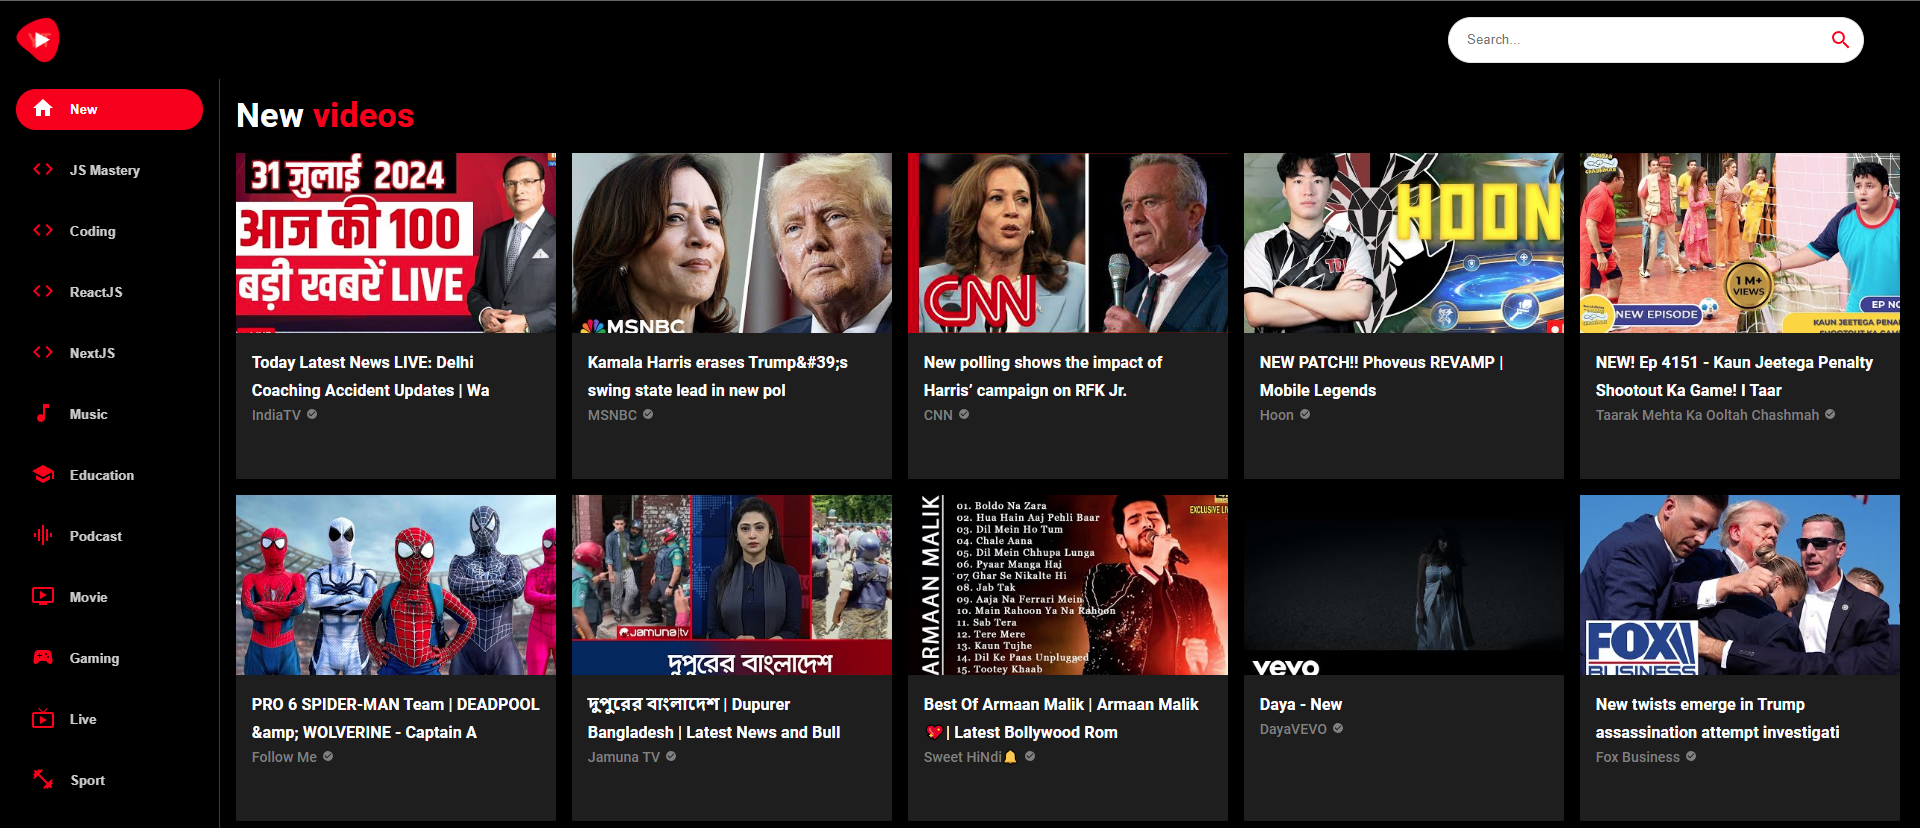 Search...
New
JS Mastery
Coding
ReactJS
NextJS
Music
Education
Podcast
Movie
Gaming
Live
Sport
New videos
31 जुलाई 2024
आज की 100
बड़ी खबरें LIVE
Today Latest News LIVE: Delhi
Coaching Accident Updates | Wa
IndiaTV
MSNBC
Kamala Harris erases Trump&#39;s
swing state lead in new pol
MSNBC
CNN
New polling shows the impact of
Harris’ campaign on RFK Jr.
CNN
HOON
NEW PATCH!! Phoveus REVAMP |
Mobile Legends
Hoon
1 M+
VIEWS
NEW EPISODE
EP NO
KAUN JEETEGA PENA
SHOOTOUT KA GAM
NEW! Ep 4151 - Kaun Jeetega Penalty
Shootout Ka Game! I Taar
Taarak Mehta Ka Ooltah Chashmah
PRO 6 SPIDER-MAN Team | DEADPOOL
&amp; WOLVERINE - Captain A
Follow Me
Jamuna tv
দুপুরের বাংলাদেশ
দুপুরের বাংলাদেশ | Dupurer
Bangladesh | Latest News and Bull
Jamuna TV
ARMAAN MALIK
EXCLUSIVE LIV
01. Boldo Na Zara
02. Hua Hain Aaj Pehli Baar
03. Dil Mein Ho Tum
04. Chale Aana
05. Dil Mein Chhupa Lunga
06. Pyaar Manga Hai
07 Ghar Se Nikalte Hi
08. Jab Tak
09. Aaja Na Ferrari Mein
10. Main Rahoon Ya Na Rahoon
11. Sab Tera
12. Tere Mere
13. Kaun Tujhe
14. Dil Ke Paas Unplugged
15. Tootey Khaab
Best Of Armaan Malik | Armaan Malik
💖 | Latest Bollywood Rom
Sweet HiNdi🔔
vevo
Daya - New
DayaVEVO
FOX
BUSINESS
New twists emerge in Trump
assassination attempt investigati
Fox Business